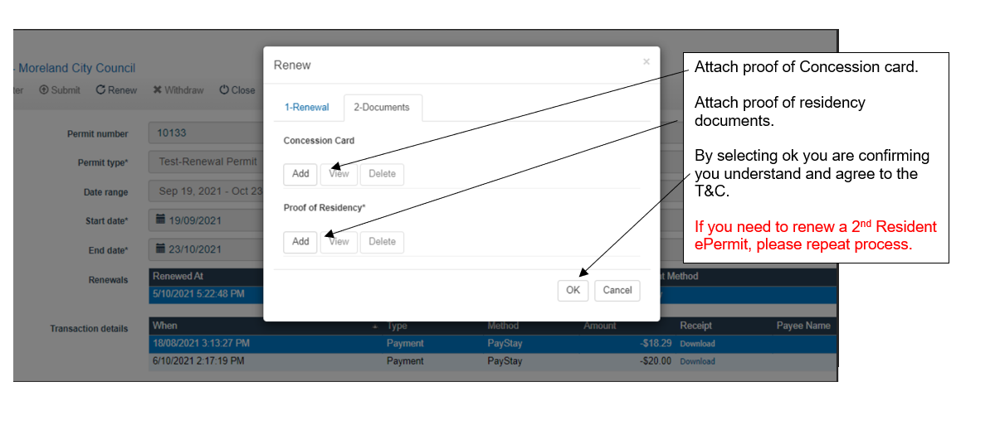 - Moreland City Council
Submit Renew Withdraw Close
Permit number 10133
Permit type* Test-Renewal Permit
Date range Sep 19, 2021 - Oct 23
Start date* 19/09/2021
End date* 23/10/2021
Renewals
Renewed At Method
5/10/2021 5:22:48 PM
Transaction details
When Type Method Amount Receipt Payee Name
18/08/2021 3:13:27 PM Payment PayStay -$18.29 Download
6/10/2021 2:17:19 PM Payment PayStay -$20.00 Download
Renew ×
1-Renewal 2-Documents
Concession Card
Add View Delete
Proof of Residency*
Add View Delete
OK Cancel
Attach proof of Concession card.
Attach proof of residency
documents.
By selecting ok you are confirming
you understand and agree to the
T&C.
If you need to renew a 2nd Resident
ePermit, please repeat process.